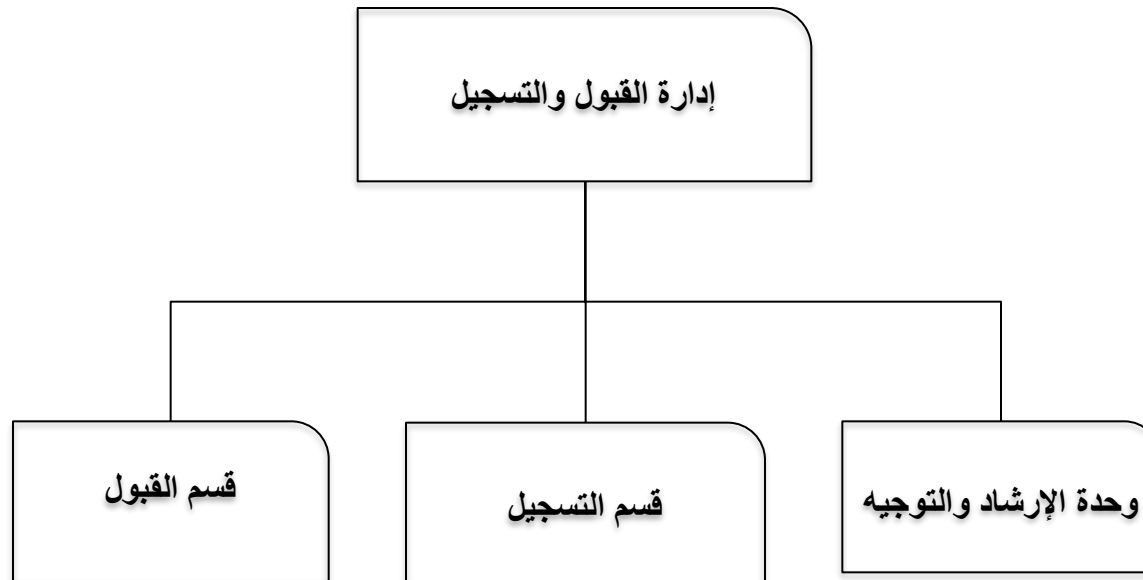 إدارة القبول والتسجيل
وحدة الإرشاد والتوجيه
قسم التسجيل
قسم القبول